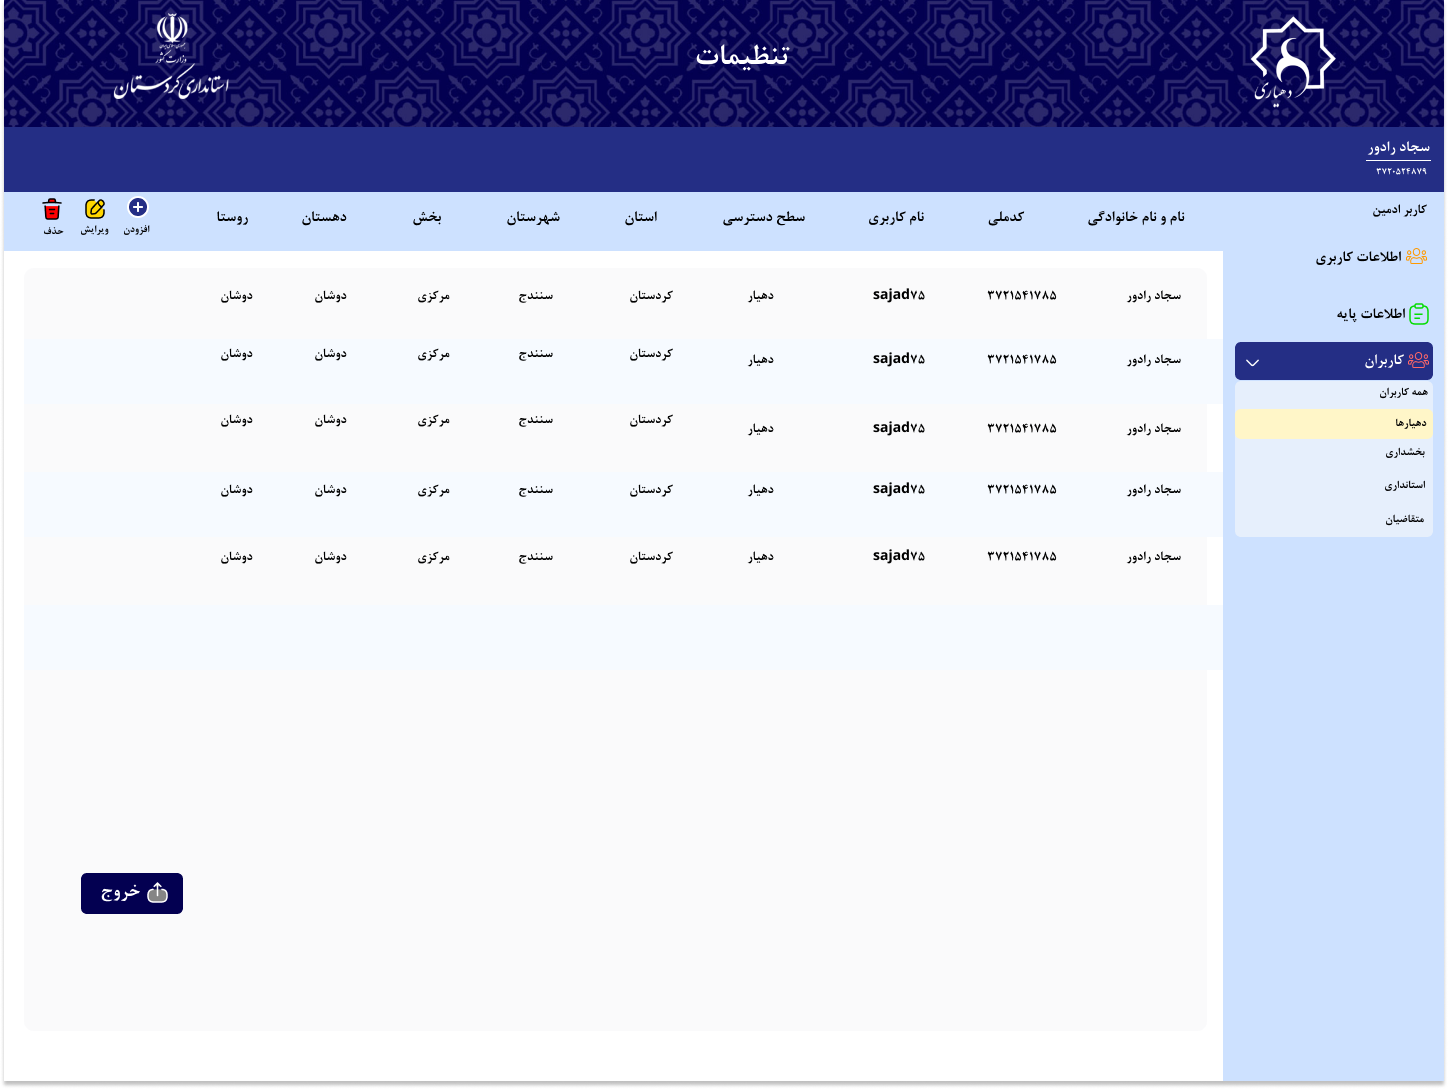 دهیاری
تنظیمات
جمهوری اسلامی ایران
وزارت کشور
استانداری کردستان
سجاد رادور
۳۷۲۰۵۲۴۸۷۹
کاربر ادمین
اطلاعات کاربری
اطلاعات پایه
کاربران
همه کاربران
دهیارها
بخشداری
استانداری
متقاضیان
نام و نام خانوادگی کدملی نام کاربری سطح دسترسی استان شهرستان بخش دهستان روستا
افزودن ویرایش حذف
سجاد رادور ۳۷۲۱۵۴۱۷۸۵ sajad۷۵ دهیار کردستان سنندج مرکزی دوشان دوشان
سجاد رادور ۳۷۲۱۵۴۱۷۸۵ sajad۷۵ دهیار کردستان سنندج مرکزی دوشان دوشان
سجاد رادور ۳۷۲۱۵۴۱۷۸۵ sajad۷۵ دهیار کردستان سنندج مرکزی دوشان دوشان
سجاد رادور ۳۷۲۱۵۴۱۷۸۵ sajad۷۵ دهیار کردستان سنندج مرکزی دوشان دوشان
سجاد رادور ۳۷۲۱۵۴۱۷۸۵ sajad۷۵ دهیار کردستان سنندج مرکزی دوشان دوشان
خروج